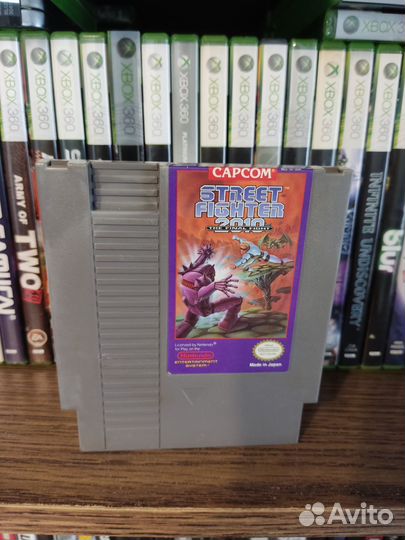 XBOX 360
XBOX 360
XBOX 360
XBOX 360
XBOX 360
XBOX 360
XBOX 360
XBOX 360
XBOX 360
XBOX 360
XBOX 360
XBOX 360
ARMY OF TWO
INFINITE UNDISCOVERY
blur
CAPCOM
STREET
FIGHTER
2010
THE FINAL FIGHT
Licensed by Nintendo
for Play on the
Nintendo
ENTERTAINMENT
SYSTEM
Made in Japan
Avito